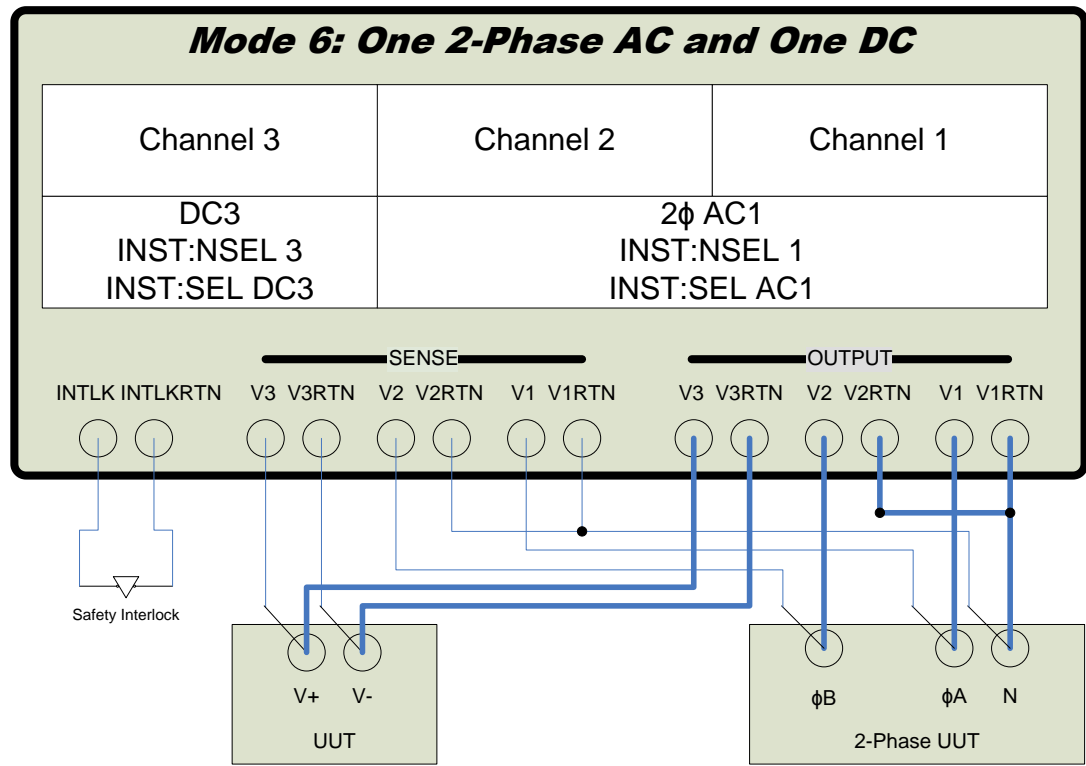 Mode 6: One 2-Phase AC and One DC
Channel 3 Channel 2 Channel 1
DC3
INST:NSEL 3
INST:SEL DC3
2ϕ AC1
INST:NSEL 1
INST:SEL AC1
SENSE OUTPUT
INTLK INTLKRTN V3 V3RTN V2 V2RTN V1 V1RTN V3 V3RTN V2 V2RTN V1 V1RTN
Safety Interlock
V+ V-
UUT
ϕB ϕA N
2-Phase UUT